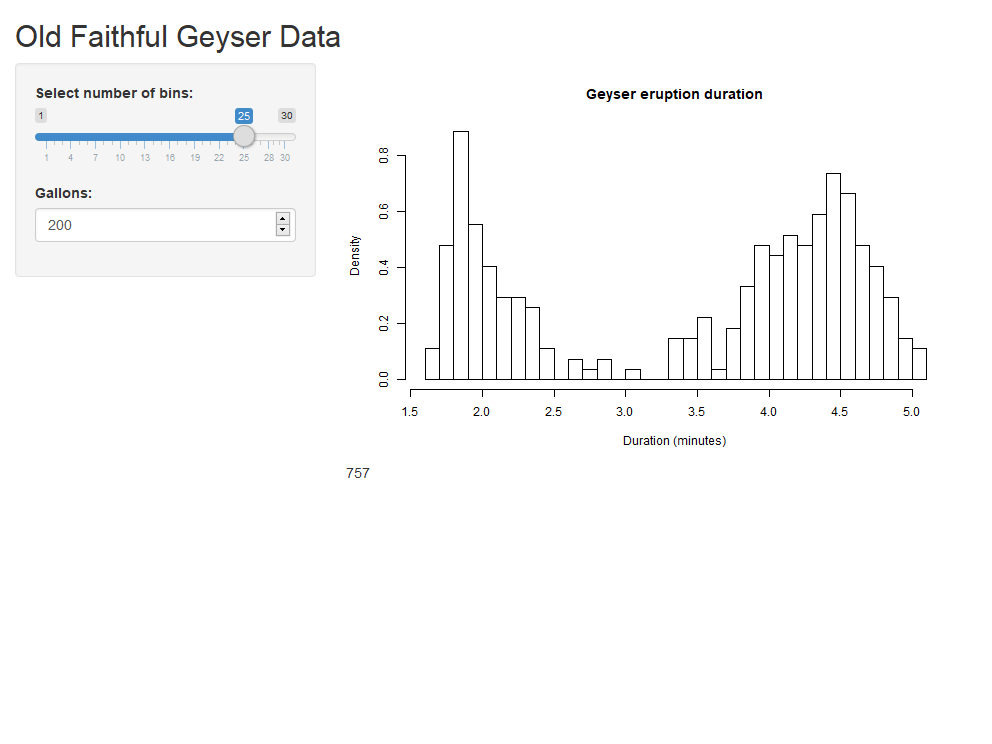 Old Faithful Geyser Data
Select number of bins:
1 25 30
1 4 7 10 13 16 19 22 25 28 30
Gallons:
200
Geyser eruption duration
Density
0.0 0.2 0.4 0.6 0.8
1.5 2.0 2.5 3.0 3.5 4.0 4.5 5.0
Duration (minutes)
757